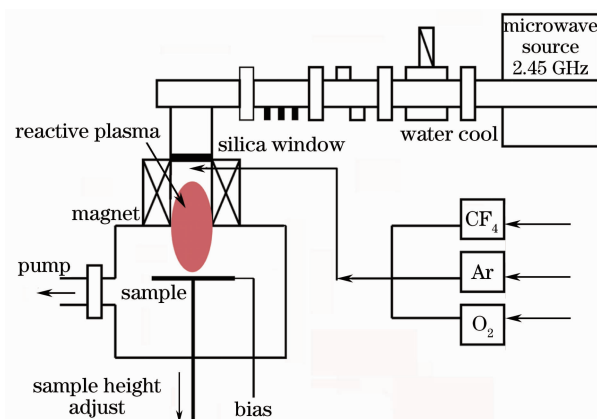 microwave
source
2.45 GHz
water cool
silica window
reactive plasma
magnet
CF₄
pump
Ar
sample
O₂
sample height
adjust
bias